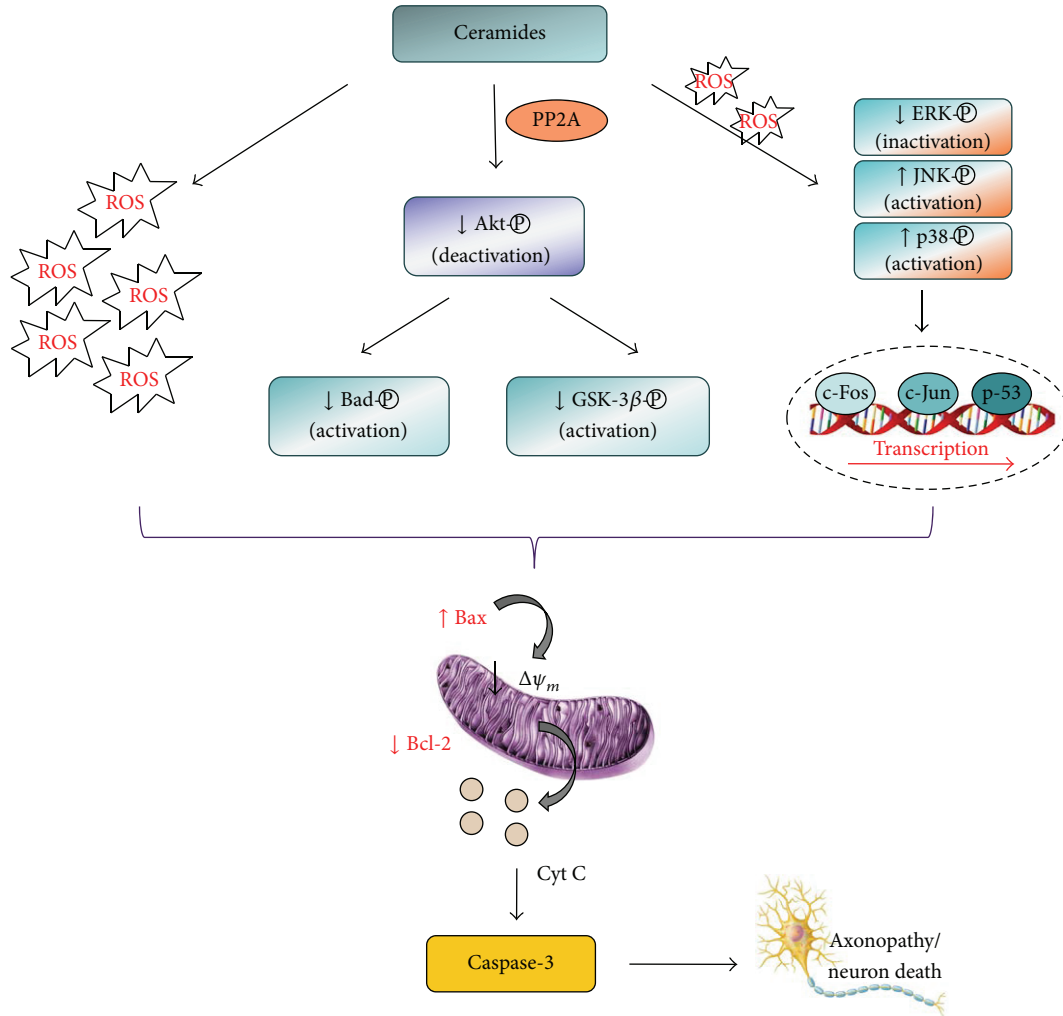 Ceramides
ROS
ROS
PP2A
↓ ERK-Ⓟ
(inactivation)
↑ JNK-Ⓟ
(activation)
↑ p38-Ⓟ
(activation)
ROS
ROS
ROS
ROS
ROS
↓ Akt-Ⓟ
(deactivation)
↓ Bad-Ⓟ
(activation)
↓ GSK-3β-Ⓟ
(activation)
c-Fos
c-Jun
p-53
Transcription
↑ Bax
Δψₘ
↓ Bcl-2
Cyt C
Caspase-3
Axonopathy/
neuron death